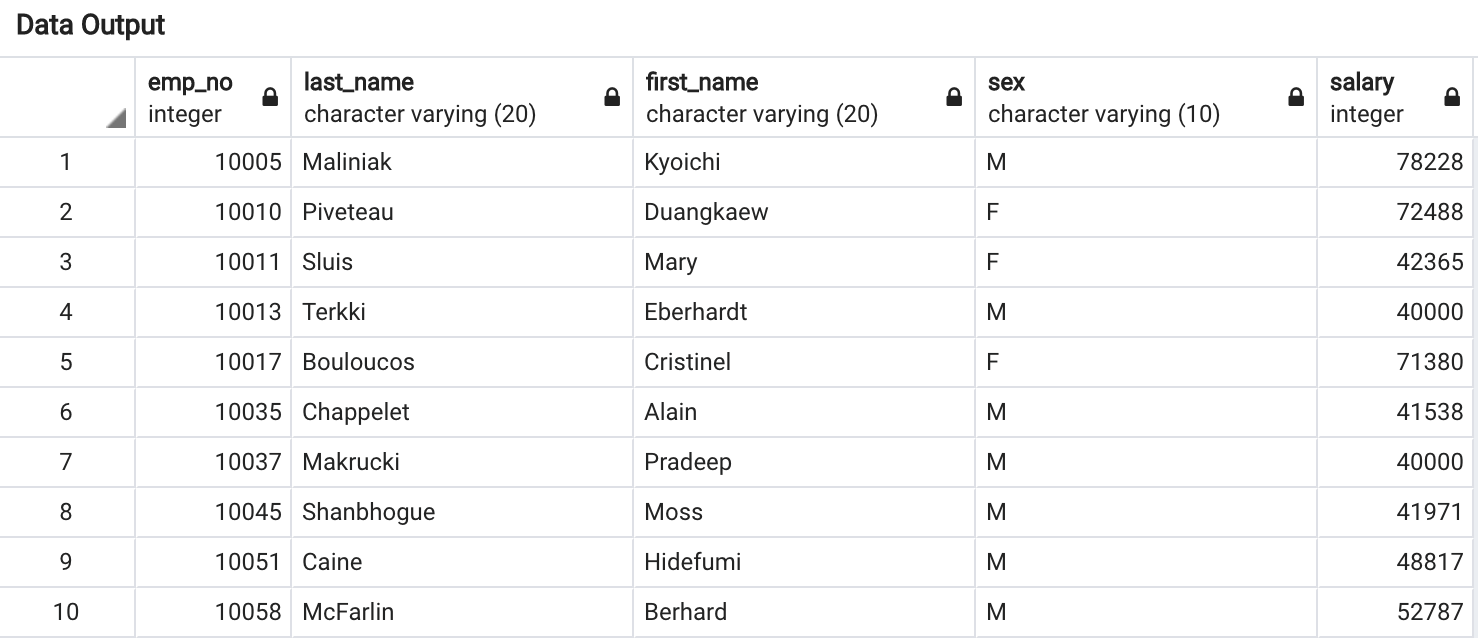 Data Output
emp_no last_name first_name sex salary
integer character varying (20) character varying (20) character varying (10) integer
1 10005 Maliniak Kyoichi M 78228
2 10010 Piveteau Duangkaew F 72488
3 10011 Sluis Mary F 42365
4 10013 Terkki Eberhardt M 40000
5 10017 Bouloucos Cristinel F 71380
6 10035 Chappelet Alain M 41538
7 10037 Makrucki Pradeep M 40000
8 10045 Shanbhogue Moss M 41971
9 10051 Caine Hidefumi M 48817
10 10058 McFarlin Berhard M 52787